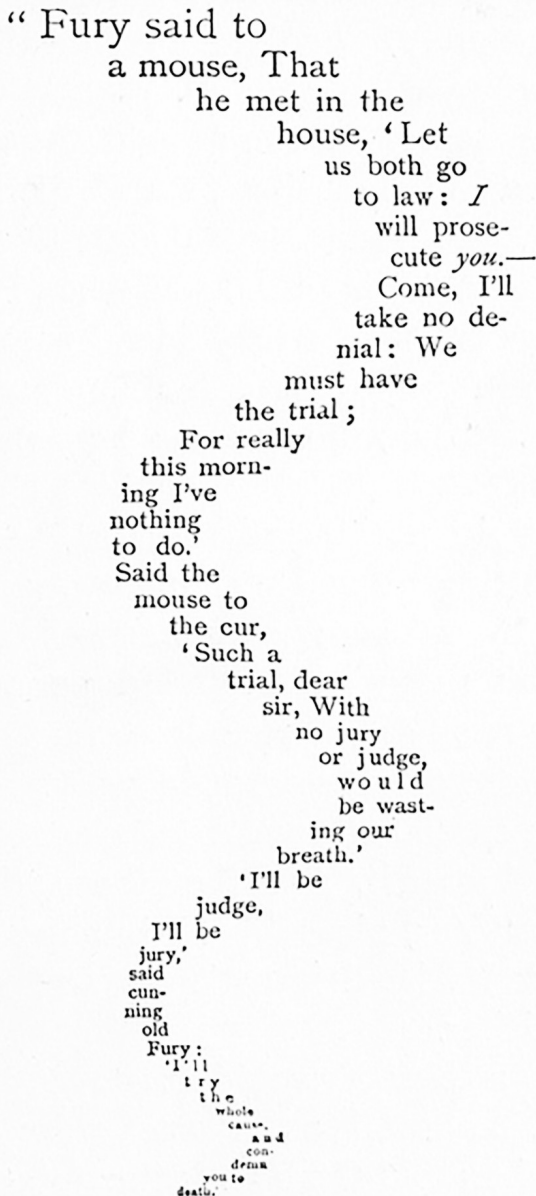 “ Fury said to
a mouse, That
he met in the
house, ‘ Let
us both go
to law : I
will prose-
cute you.—
Come, I’ll
take no de-
nial : We
must have
the trial ;
For really
this morn-
ing I’ve
nothing
to do.’
Said the
mouse to
the cur,
‘ Such a
trial, dear
sir, With
no jury
or judge,
would
be wast-
ing our
breath.’
‘ I’ll be
judge,
I’ll be
jury,’
said
cun-
ning
old
Fury :
‘ I’ll
try
the
whole
cause,
and
con-
demn
you to
death.’